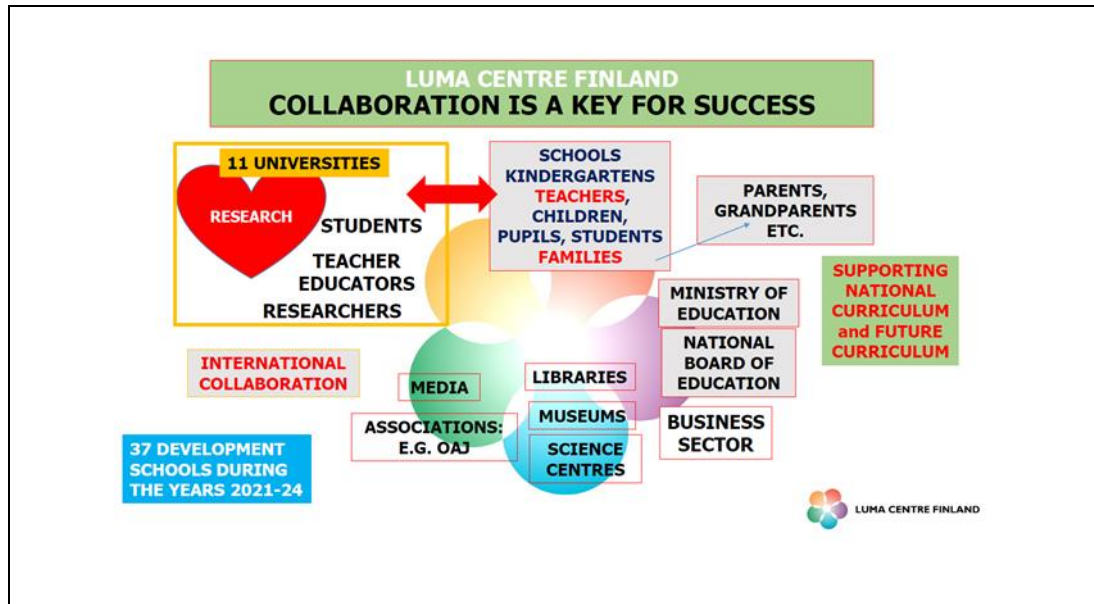 LUMA CENTRE FINLAND
COLLABORATION IS A KEY FOR SUCCESS
11 UNIVERSITIES
RESEARCH
STUDENTS
TEACHER
EDUCATORS
RESEARCHERS
SCHOOLS
KINDERGARTENS
TEACHERS,
CHILDREN,
PUPILS, STUDENTS
FAMILIES
PARENTS,
GRANDPARENTS
ETC.
MINISTRY OF
EDUCATION
NATIONAL
BOARD OF
EDUCATION
SUPPORTING
NATIONAL
CURRICULUM
and FUTURE
CURRICULUM
INTERNATIONAL
COLLABORATION
MEDIA
LIBRARIES
ASSOCIATIONS:
E.G. OAJ
MUSEUMS
SCIENCE
CENTRES
BUSINESS
SECTOR
37 DEVELOPMENT
SCHOOLS DURING
THE YEARS 2021-24
LUMA CENTRE FINLAND